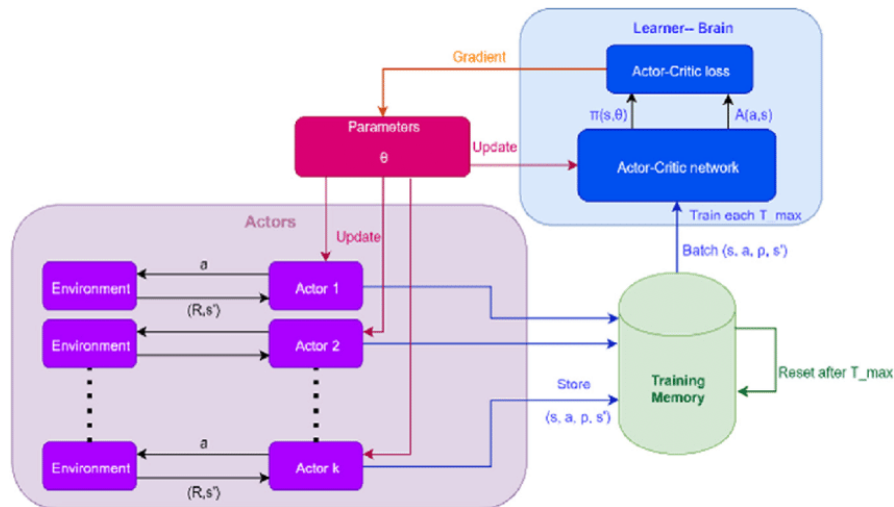 Learner-- Brain
Gradient
Actor-Critic loss
π(s,θ)
A(a,s)
Parameters
θ
Update
Actor-Critic network
Actors
Update
Train each T_max
Batch (s, a, ρ, s')
a
Environment
Actor 1
(R,s')
Environment
Actor 2
Training
Memory
Reset after T_max
Store
(s, a, ρ, s')
a
Environment
Actor k
(R,s')